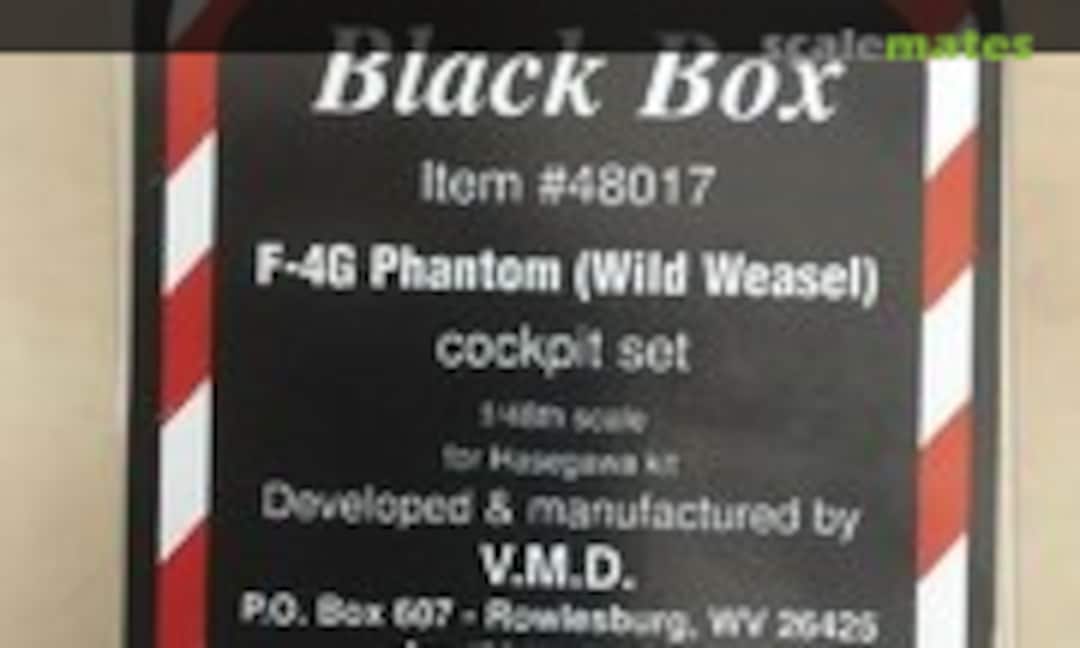 scalemates
Black Box
Item #48017
F-4G Phantom (Wild Weasel)
cockpit set
1/48th scale
for Hasegawa kit
Developed & manufactured by
V.M.D.
P.O. Box 607 - Rowlesburg, WV 26425